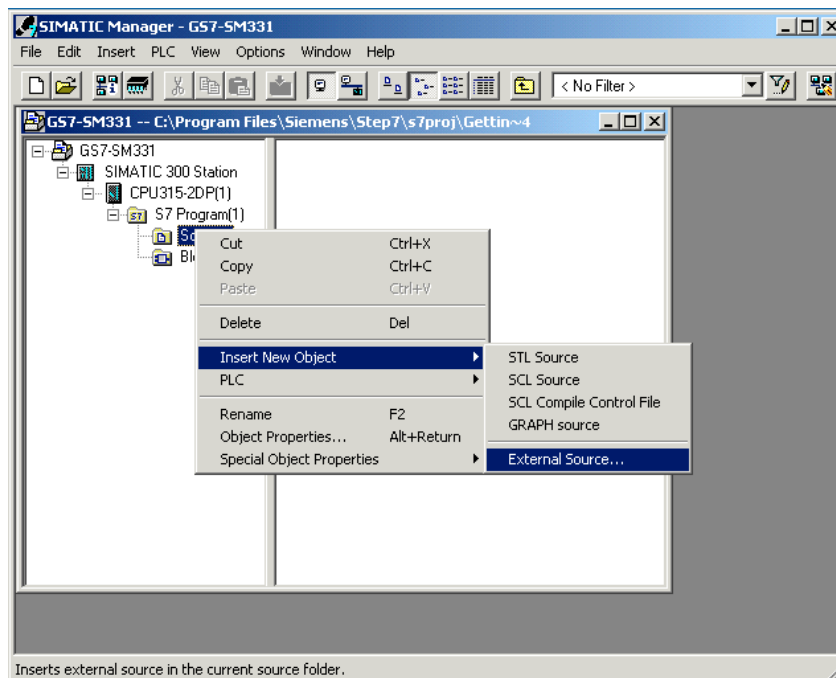 SIMATIC Manager - GS7-SM331
File Edit Insert PLC View Options Window Help
< No Filter >
GS7-SM331 -- C:\Program Files\Siemens\Step7\s7proj\Gettin~4
GS7-SM331
SIMATIC 300 Station
CPU315-2DP(1)
S7 Program(1)
Cut Ctrl+X
Copy Ctrl+C
Paste Ctrl+V
Delete Del
Insert New Object
PLC
Rename F2
Object Properties... Alt+Return
Special Object Properties
STL Source
SCL Source
SCL Compile Control File
GRAPH source
External Source...
Inserts external source in the current source folder.